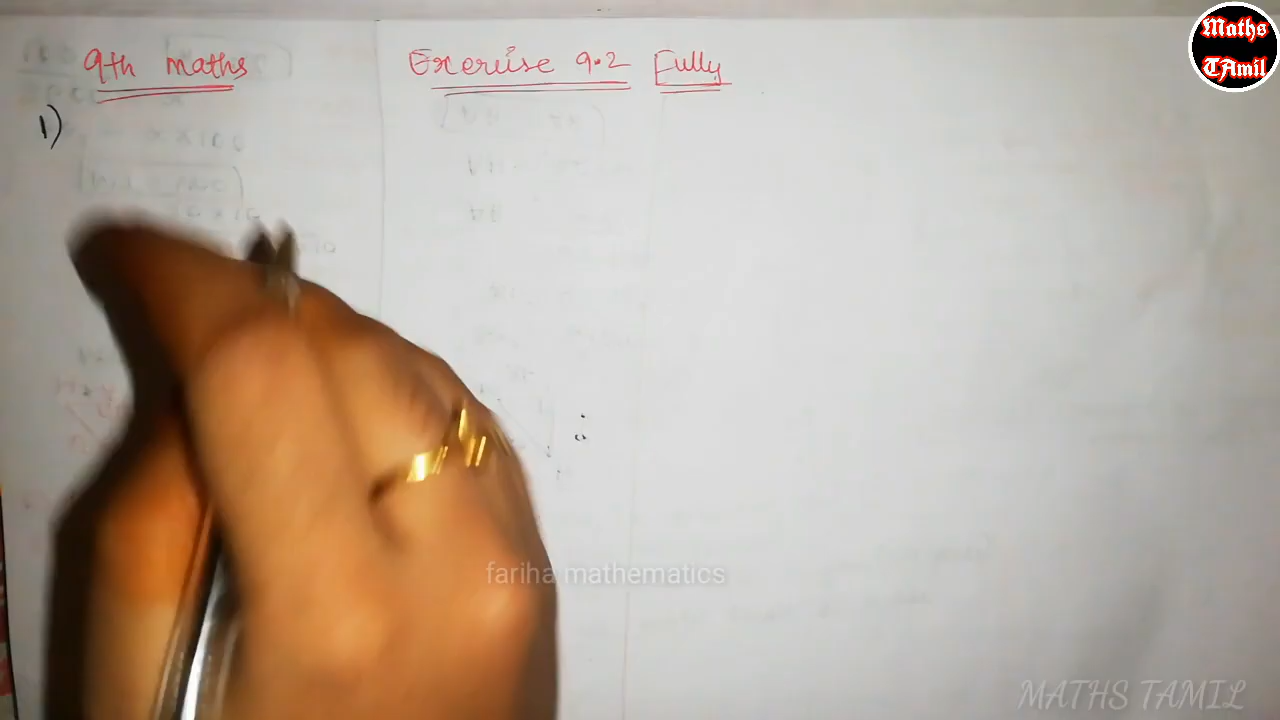 9th maths Exercise 9.2 Fully
1)
Maths
TAmil
fariha mathematics
MATHS TAMIL